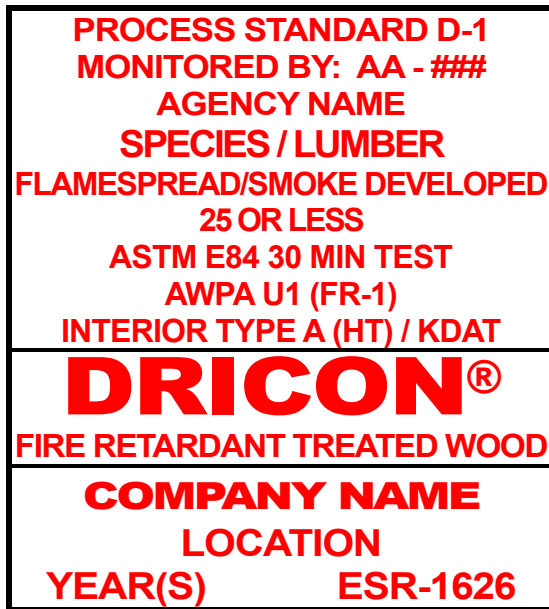 PROCESS STANDARD D-1
MONITORED BY: AA - ###
AGENCY NAME
SPECIES / LUMBER
FLAMESPREAD/SMOKE DEVELOPED
25 OR LESS
ASTM E84 30 MIN TEST
AWPA U1 (FR-1)
INTERIOR TYPE A (HT) / KDAT
DRICON®
FIRE RETARDANT TREATED WOOD
COMPANY NAME
LOCATION
YEAR(S) ESR-1626